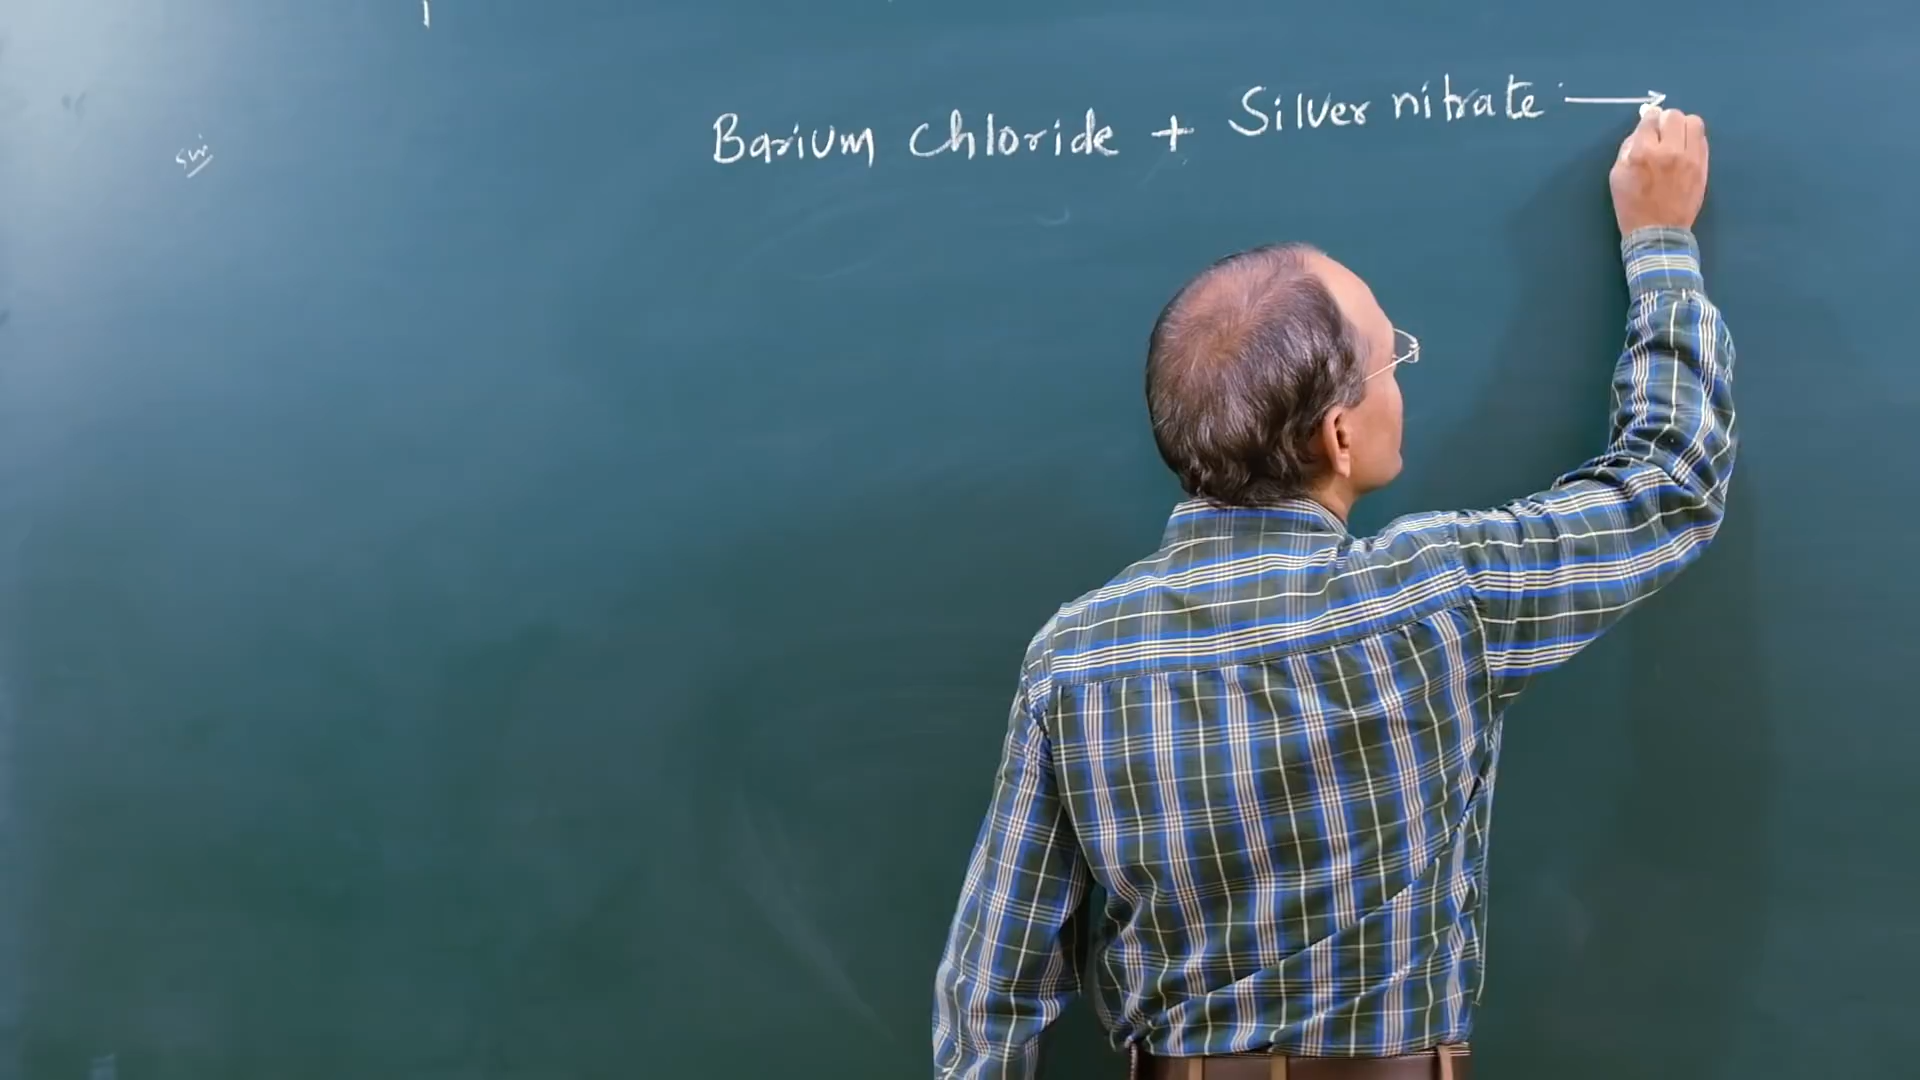 Barium Chloride + Silver nitrate ⟶